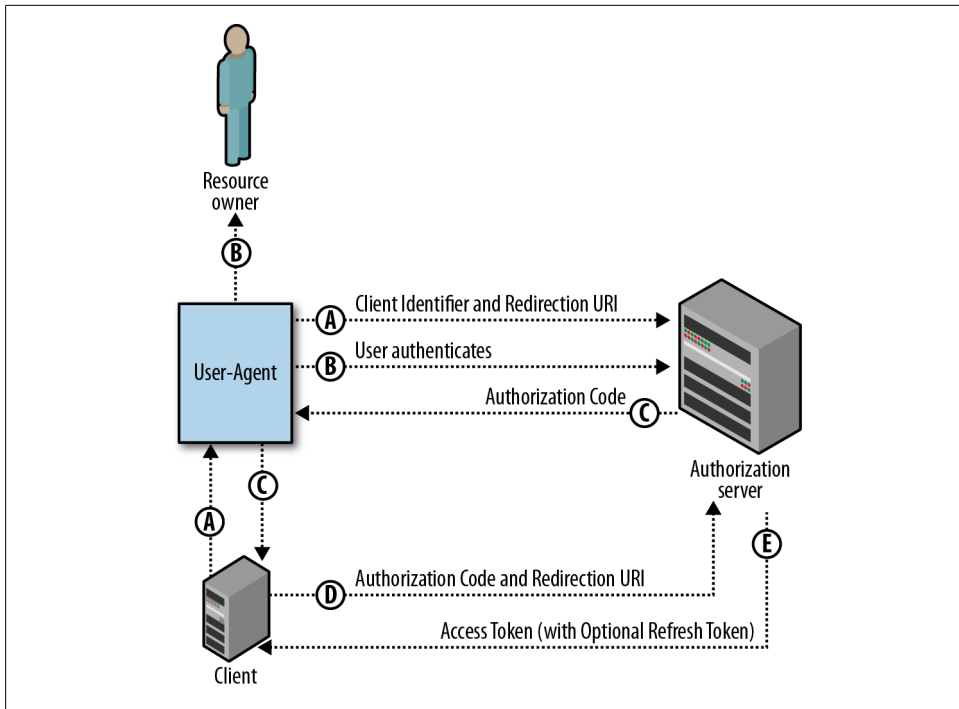 Resource
owner
B
A
Client Identifier and Redirection URI
B
User authenticates
User-Agent
Authorization Code
C
Authorization
server
C
A
E
D
Authorization Code and Redirection URI
Access Token (with Optional Refresh Token)
Client